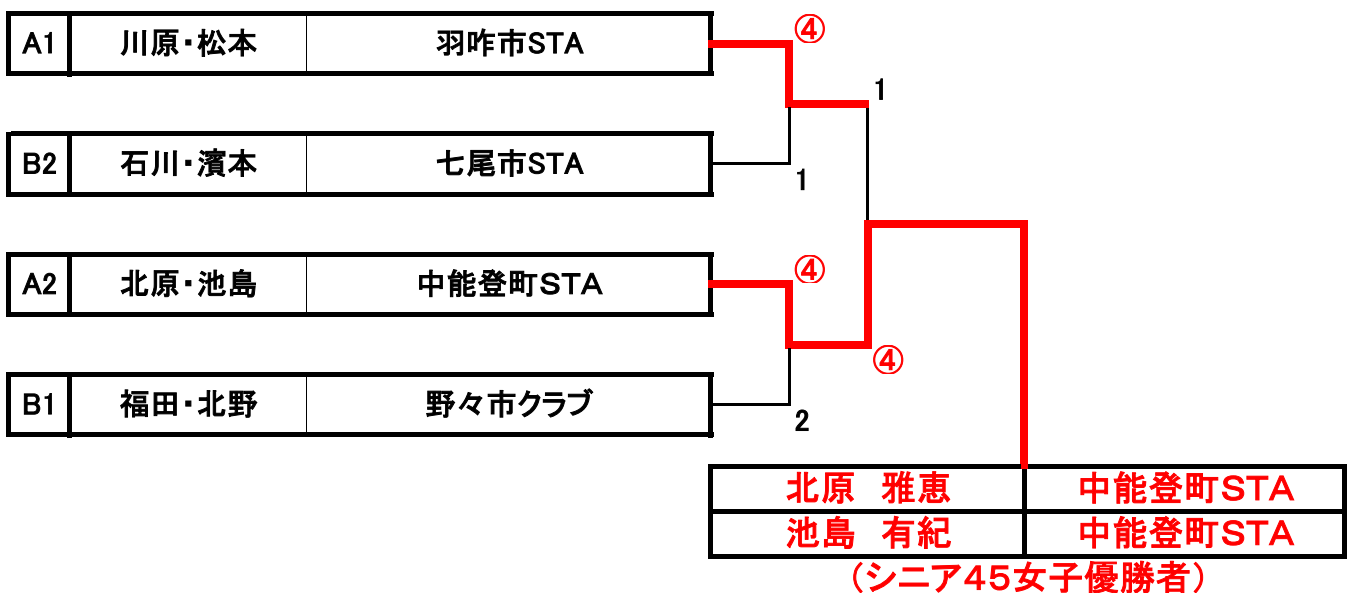 A1 川原・松本 羽咋市STA
④
1
B2 石川・濱本 七尾市STA
1
A2 北原・池島 中能登町STA
④
④
B1 福田・北野 野々市クラブ
2
北原 雅恵 中能登町STA
池島 有紀 中能登町STA
（シニア45女子優勝者）